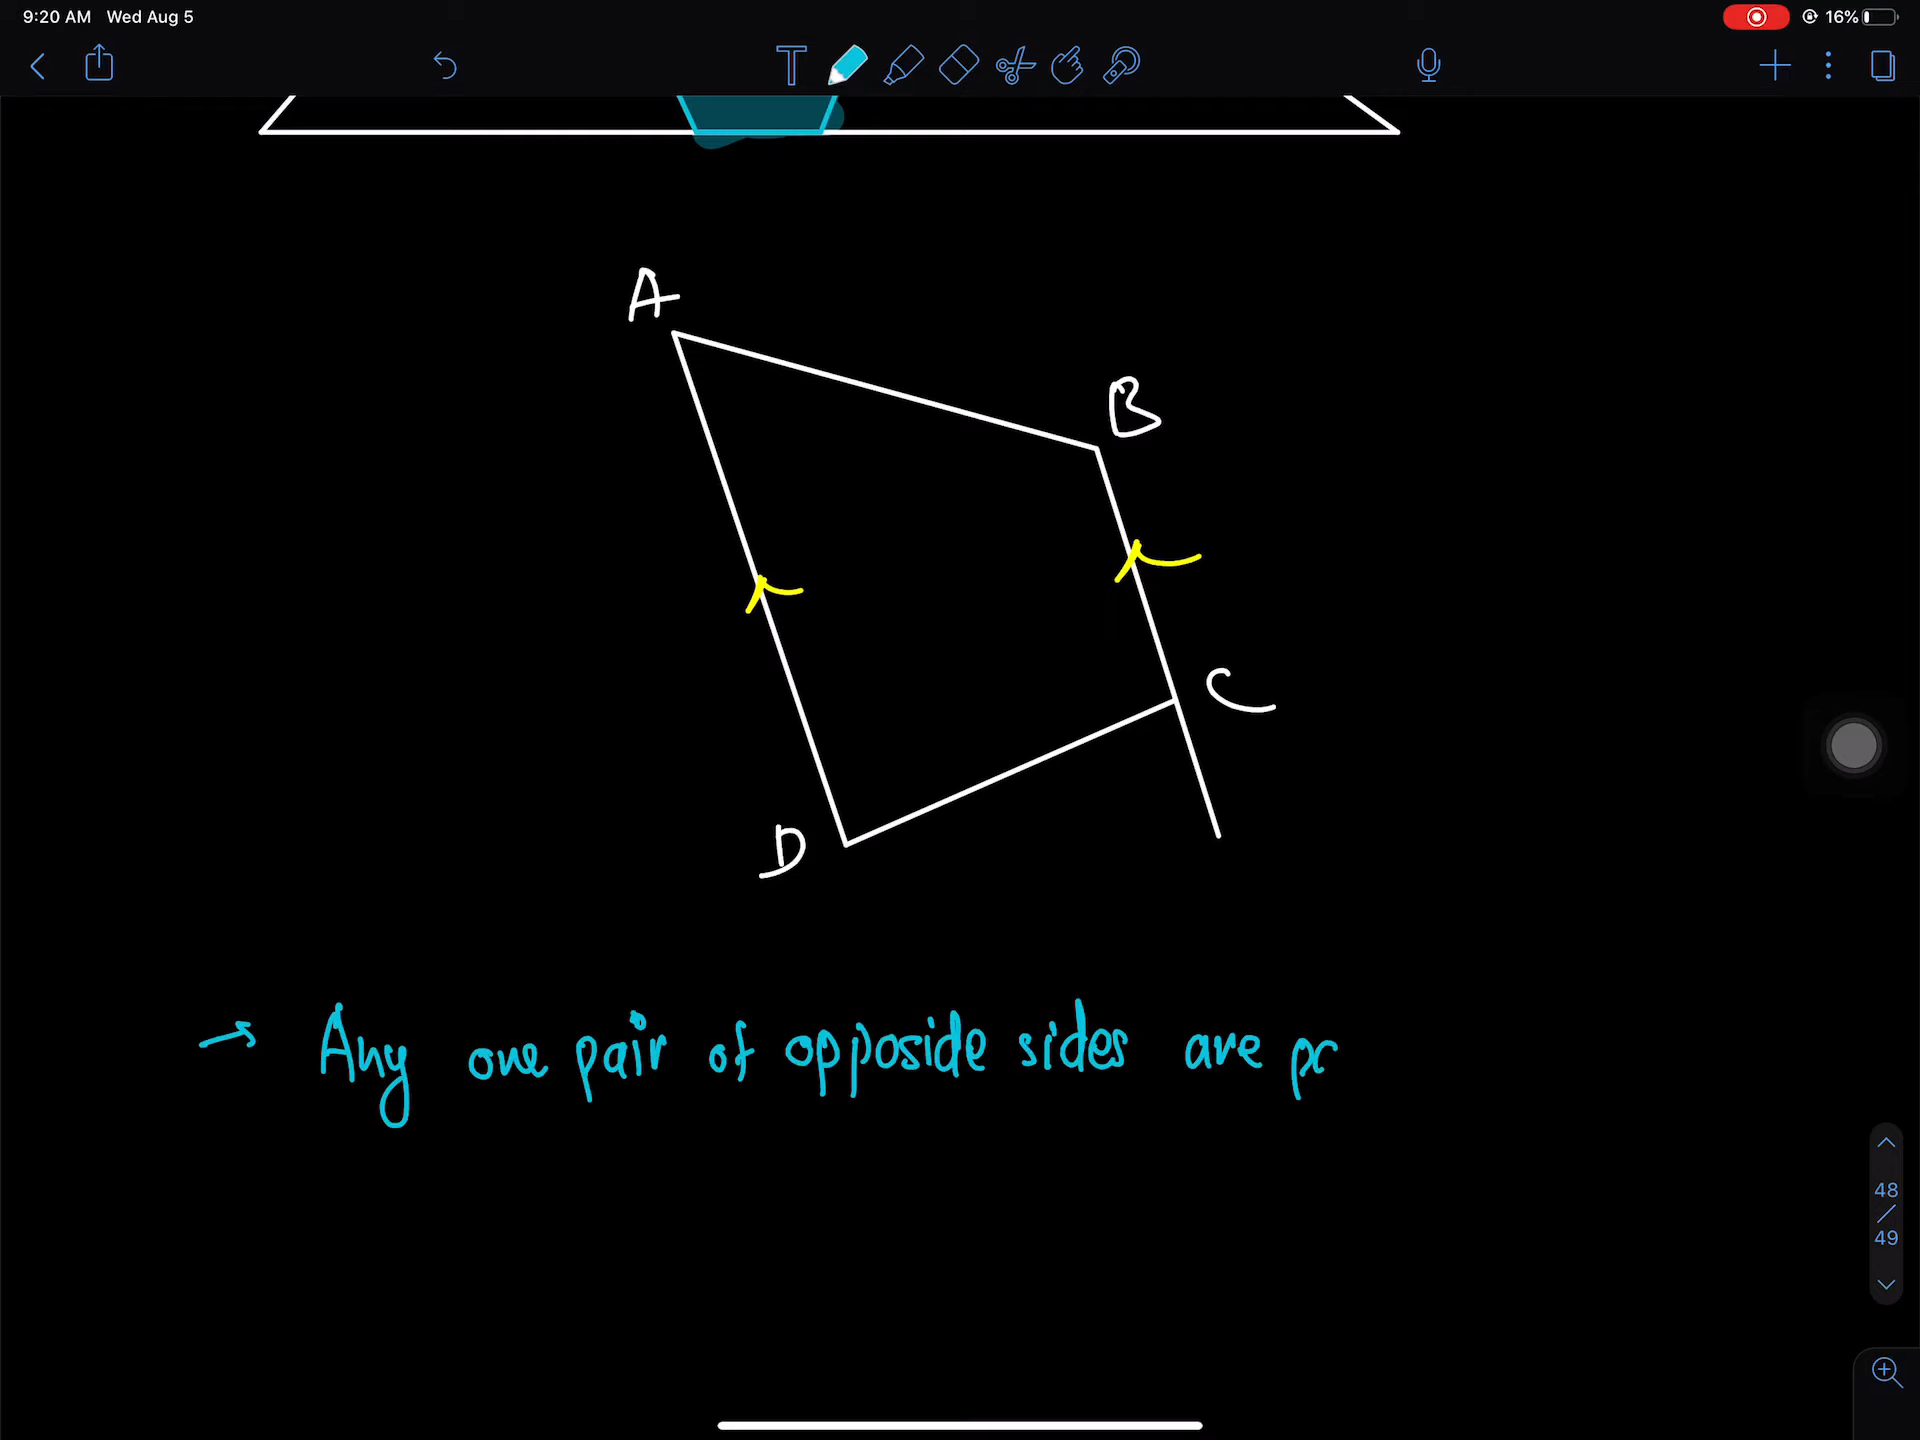 9:20 AM Wed Aug 5
16%
A
B
C
D
→ Any one pair of opposide sides are pr
48
/
49